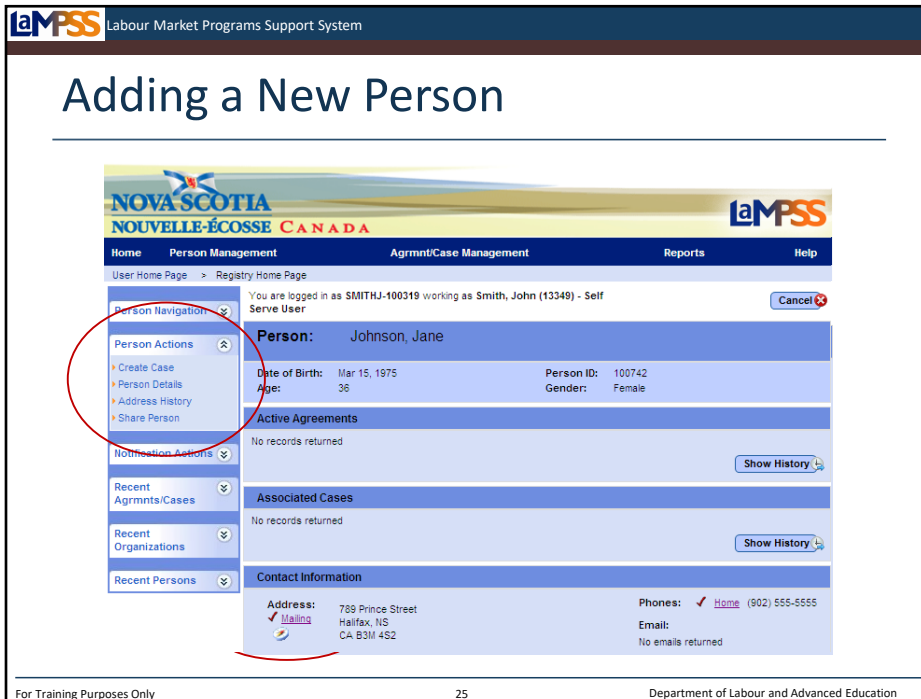 LaMPSS Labour Market Programs Support System
Adding a New Person
NOVA SCOTIA
NOUVELLE-ÉCOSSE CANADA
LaMPSS
Home Person Management Agrmnt/Case Management Reports Help
User Home Page > Registry Home Page
Person Navigation
Person Actions
Create Case
Person Details
Address History
Share Person
Notification Actions
Recent
Agrmnts/Cases
Recent
Organizations
Recent Persons
You are logged in as SMITHJ-100319 working as Smith, John (13349) - Self
Serve User
Cancel
Person: Johnson, Jane
Date of Birth: Mar 15, 1975 Person ID: 100742
Age: 36 Gender: Female
Active Agreements
No records returned
Show History
Associated Cases
No records returned
Show History
Contact Information
Address: 789 Prince Street
Mailing Halifax, NS
CA B3M 4S2
Phones: Home (902) 555-5555
Email:
No emails returned
For Training Purposes Only 25 Department of Labour and Advanced Education